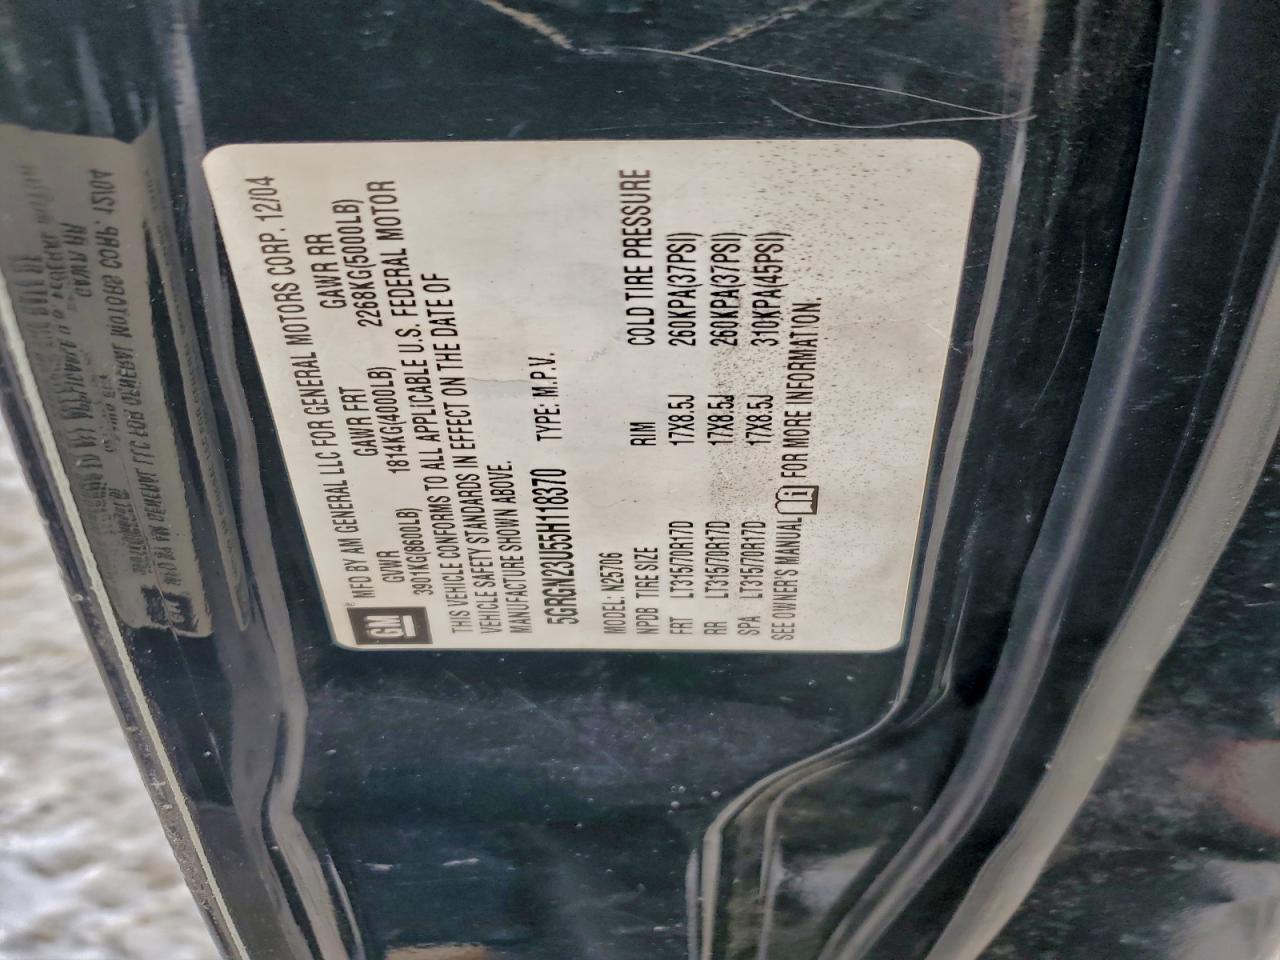 GM
MFD BY AM GENERAL LLC FOR GENERAL MOTORS CORP. 12/04
GVWR GAWR FRT GAWR RR
3901KG(8600LB) 1814KG(4000LB) 2268KG(5000LB)
THIS VEHICLE CONFORMS TO ALL APPLICABLE U.S. FEDERAL MOTOR
VEHICLE SAFETY STANDARDS IN EFFECT ON THE DATE OF
MANUFACTURE SHOWN ABOVE.
5GRGN23U55H118370 TYPE: M.P.V.
MODEL: N25706
NPDB TIRE SIZE RIM COLD TIRE PRESSURE
FRT LT315/70R17D 17X8.5J 260KPA(37PSI)
RR LT315/70R17D 17X8.5J 260KPA(37PSI)
SPA LT315/70R17D 17X8.5J 310KPA(45PSI)
SEE OWNER'S MANUAL i FOR MORE INFORMATION.